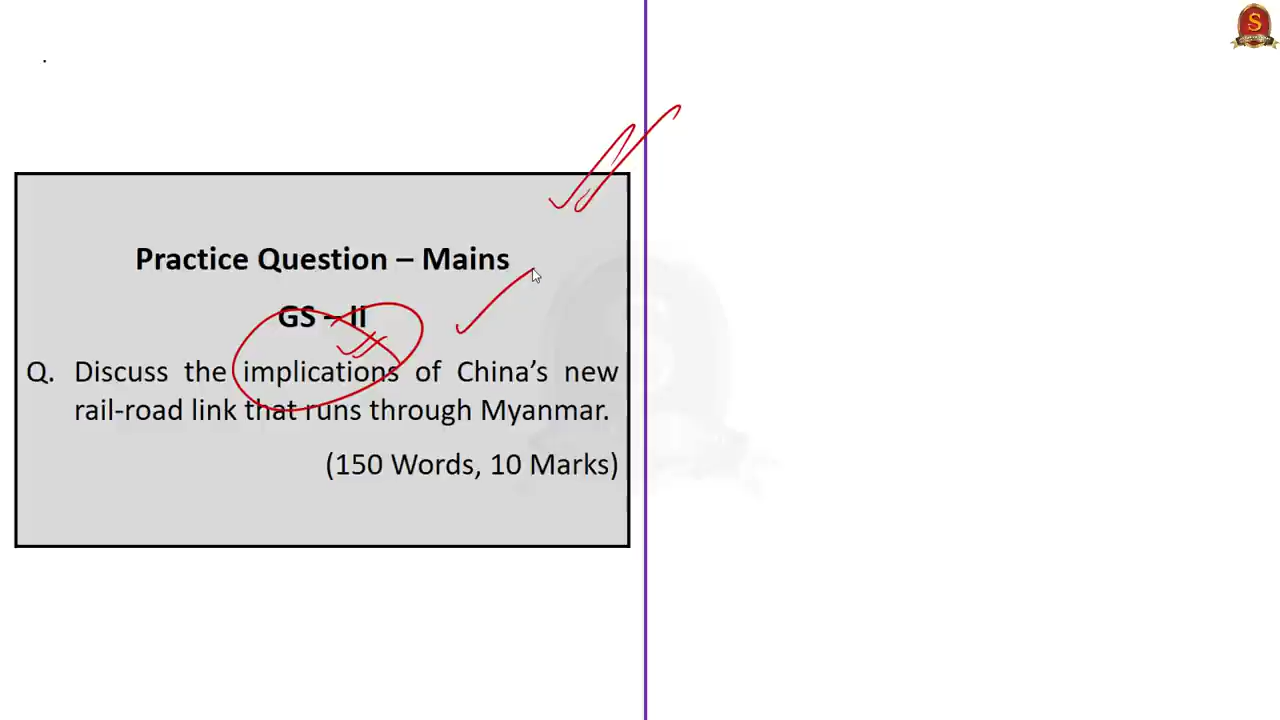 S
Practice Question – Mains
GS – II
Q. Discuss the implications of China’s new
rail-road link that runs through Myanmar.
(150 Words, 10 Marks)